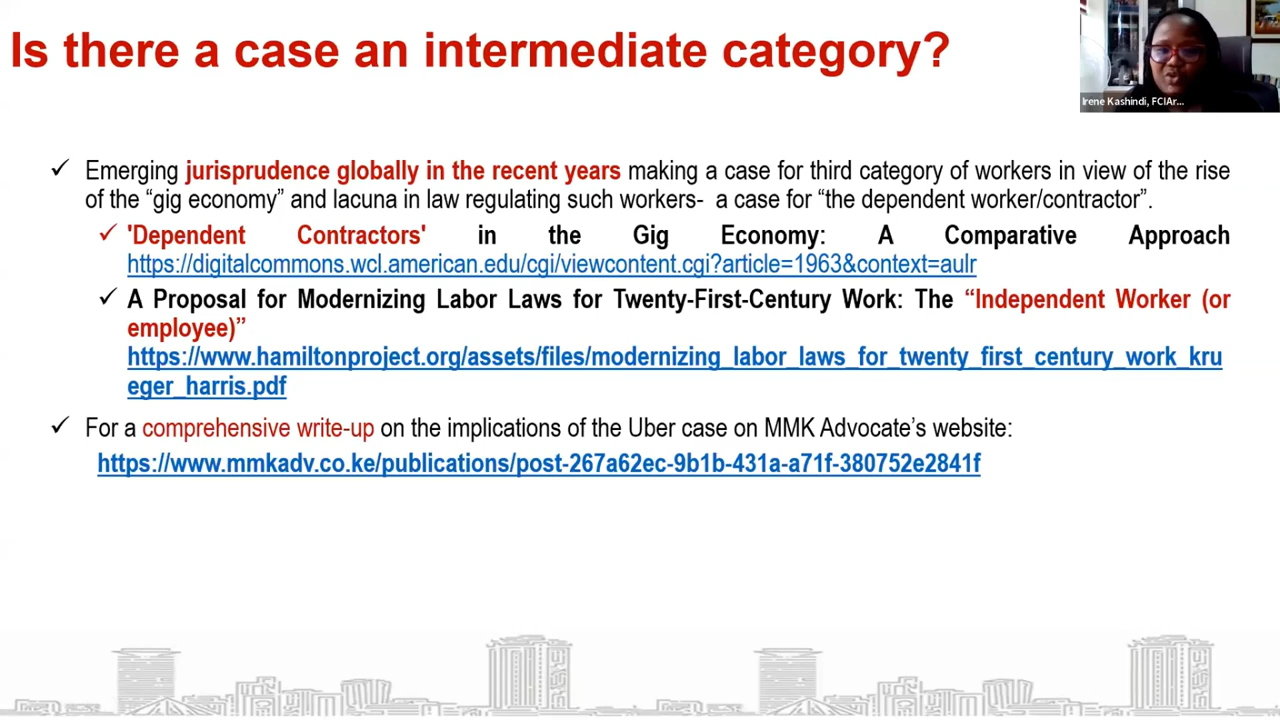 Is there a case an intermediate category?
Irene Kashindi, FCIAr...
✓ Emerging jurisprudence globally in the recent years making a case for third category of workers in view of the rise
of the “gig economy” and lacuna in law regulating such workers- a case for “the dependent worker/contractor”.
✓ 'Dependent Contractors' in the Gig Economy: A Comparative Approach
https://digitalcommons.wcl.american.edu/cgi/viewcontent.cgi?article=1963&context=aulr
✓ A Proposal for Modernizing Labor Laws for Twenty-First-Century Work: The “Independent Worker (or
employee)”
https://www.hamiltonproject.org/assets/files/modernizing_labor_laws_for_twenty_first_century_work_kru
eger_harris.pdf
✓ For a comprehensive write-up on the implications of the Uber case on MMK Advocate’s website:
https://www.mmkadv.co.ke/publications/post-267a62ec-9b1b-431a-a71f-380752e2841f